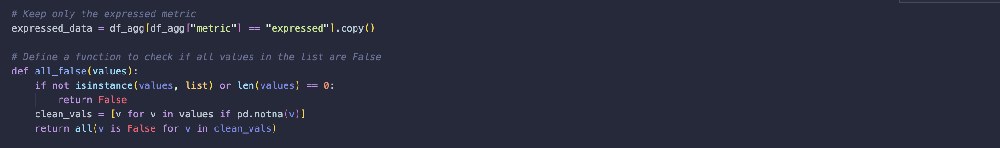 # Keep only the expressed metric
expressed_data = df_agg[df_agg["metric"] == "expressed"].copy()
# Define a function to check if all values in the list are False
def all_false(values):
    if not isinstance(values, list) or len(values) == 0:
        return False
    clean_vals = [v for v in values if pd.notna(v)]
    return all(v is False for v in clean_vals)